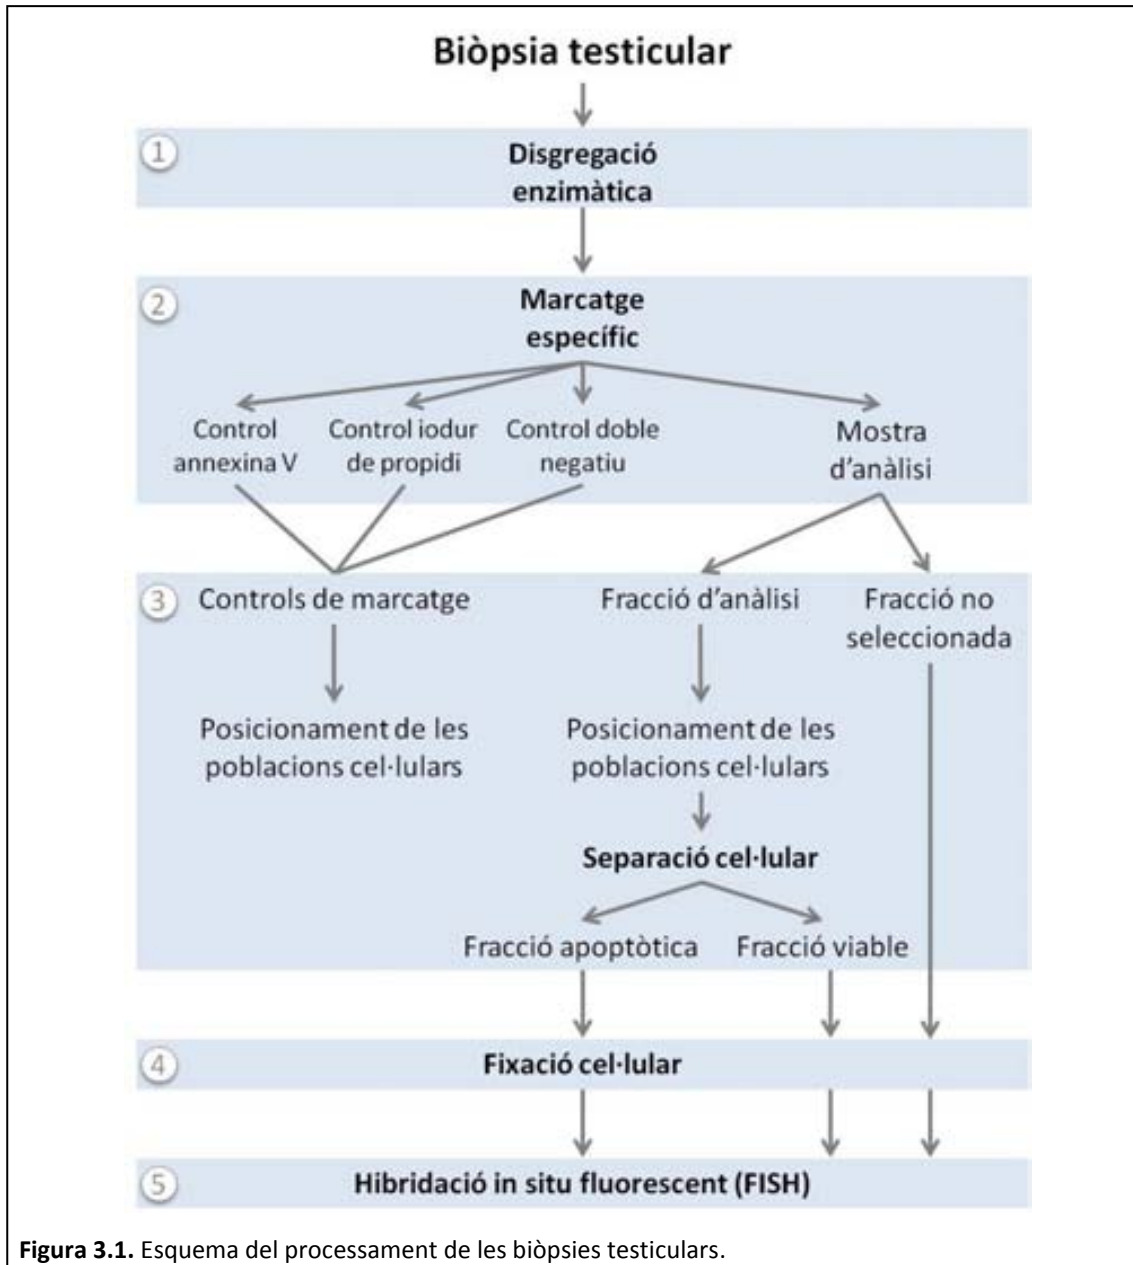 Biòpsia testicular
1
Disgregació
enzimàtica
2
Marcatge
específic
Control
annexina V
Control iodur
de propidi
Control doble
negatiu
Mostra
d'anàlisi
3
Controls de marcatge
Fracció d'anàlisi
Fracció no
seleccionada
Posicionament de les
poblacions cel·lulars
Posicionament de les
poblacions cel·lulars
Separació cel·lular
Fracció apoptòtica
Fracció viable
4
Fixació cel·lular
5
Hibridació in situ fluorescent (FISH)
Figura 3.1. Esquema del processament de les biòpsies testiculars.